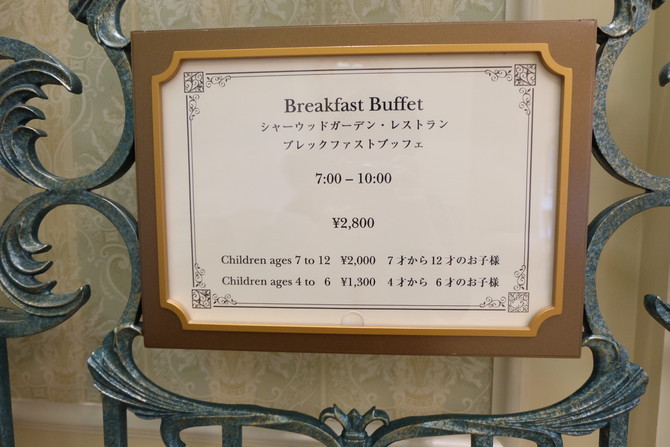 Breakfast Buffet
シャーウッドガーデン・レストラン
ブレックファストブッフェ
7:00 – 10:00
¥2,800
Children ages 7 to 12 ¥2,000 7 才から 12 才のお子様
Children ages 4 to 6 ¥1,300 4 才から 6 才のお子様